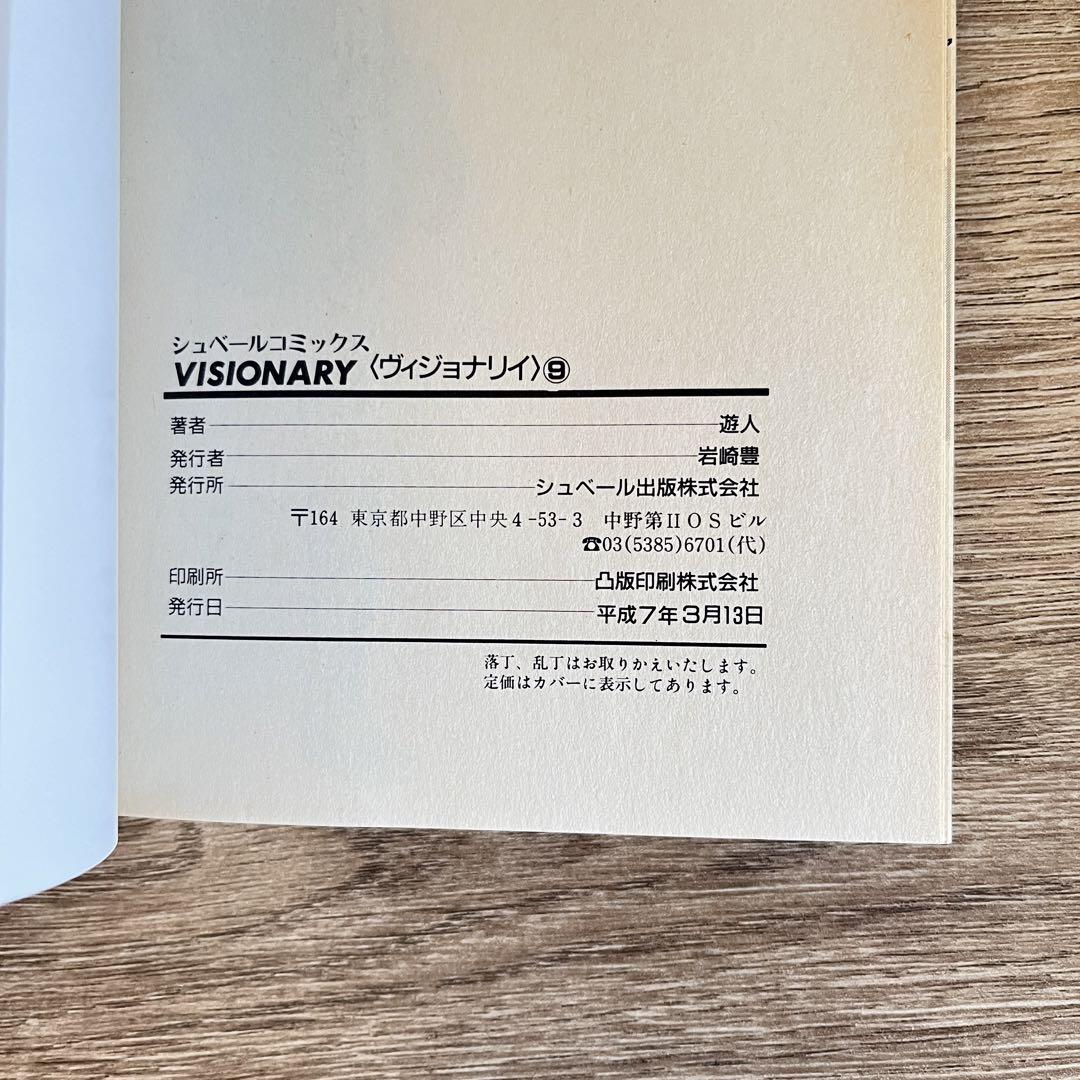 シュベールコミックス
VISIONARY〈ヴィジョナリイ〉⑨
著者 遊人
発行者 岩崎豊
発行所 シュベール出版株式会社
〒164 東京都中野区中央4-53-3 中野第IIOSビル
☎03(5385)6701(代)
印刷所 凸版印刷株式会社
発行日 平成7年3月13日
落丁、乱丁はお取りかえいたします。
定価はカバーに表示してあります。